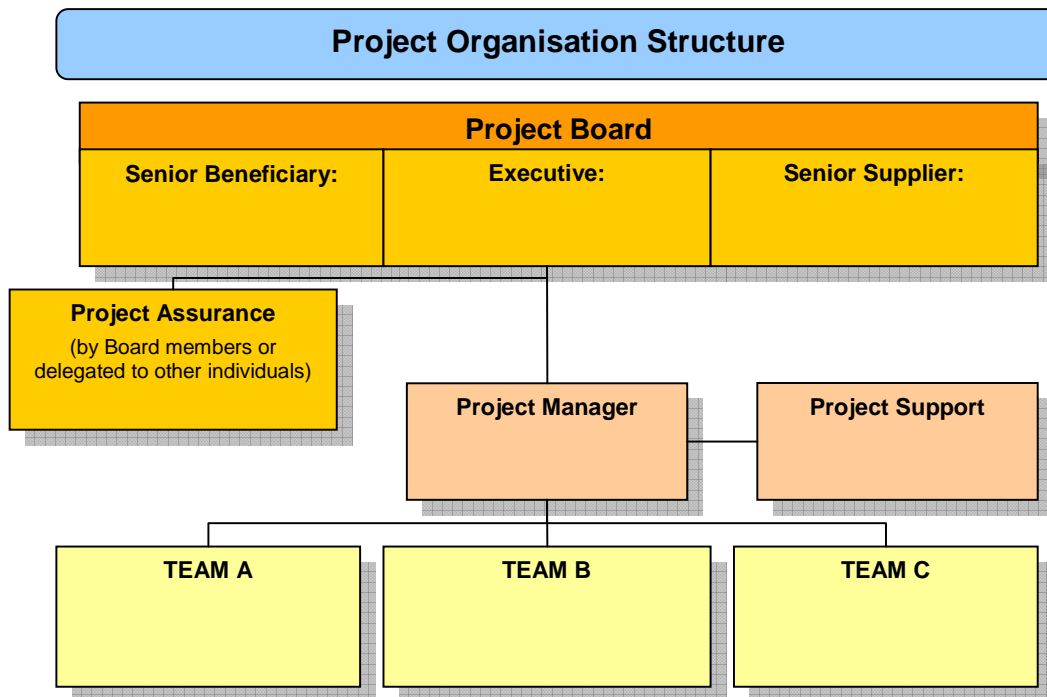 Project Organisation Structure
Project Board
Senior Beneficiary:
Executive:
Senior Supplier:
Project Assurance
(by Board members or
delegated to other individuals)
Project Manager
Project Support
TEAM A
TEAM B
TEAM C